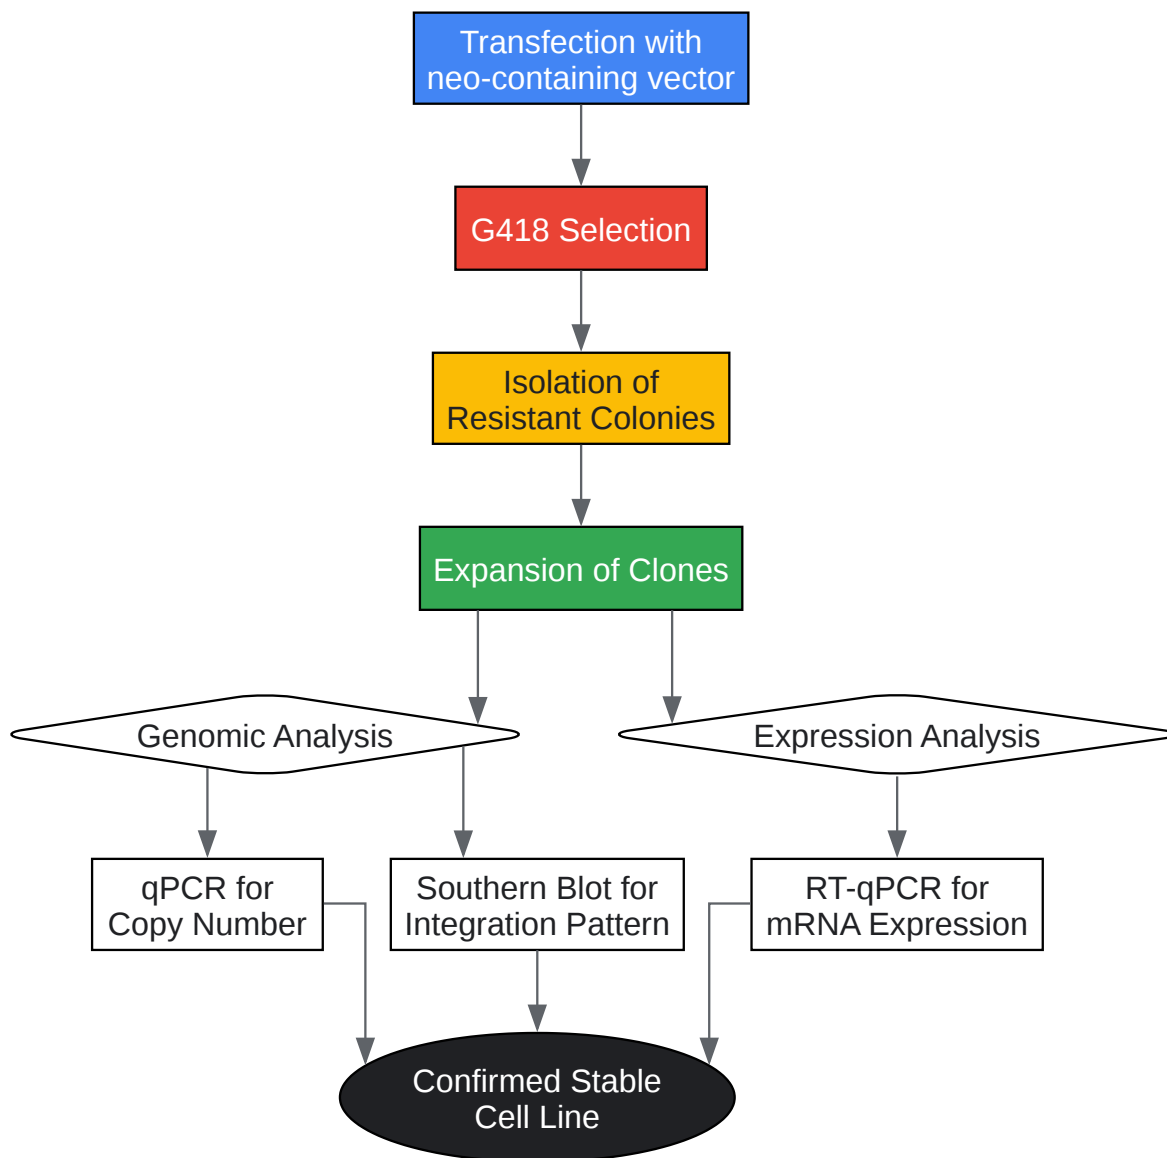 Transfection with
neo-containing vector
G418 Selection
Isolation of
Resistant Colonies
Expansion of Clones
Genomic Analysis
Expression Analysis
qPCR for
Copy Number
Southern Blot for
Integration Pattern
RT-qPCR for
mRNA Expression
Confirmed Stable
Cell Line